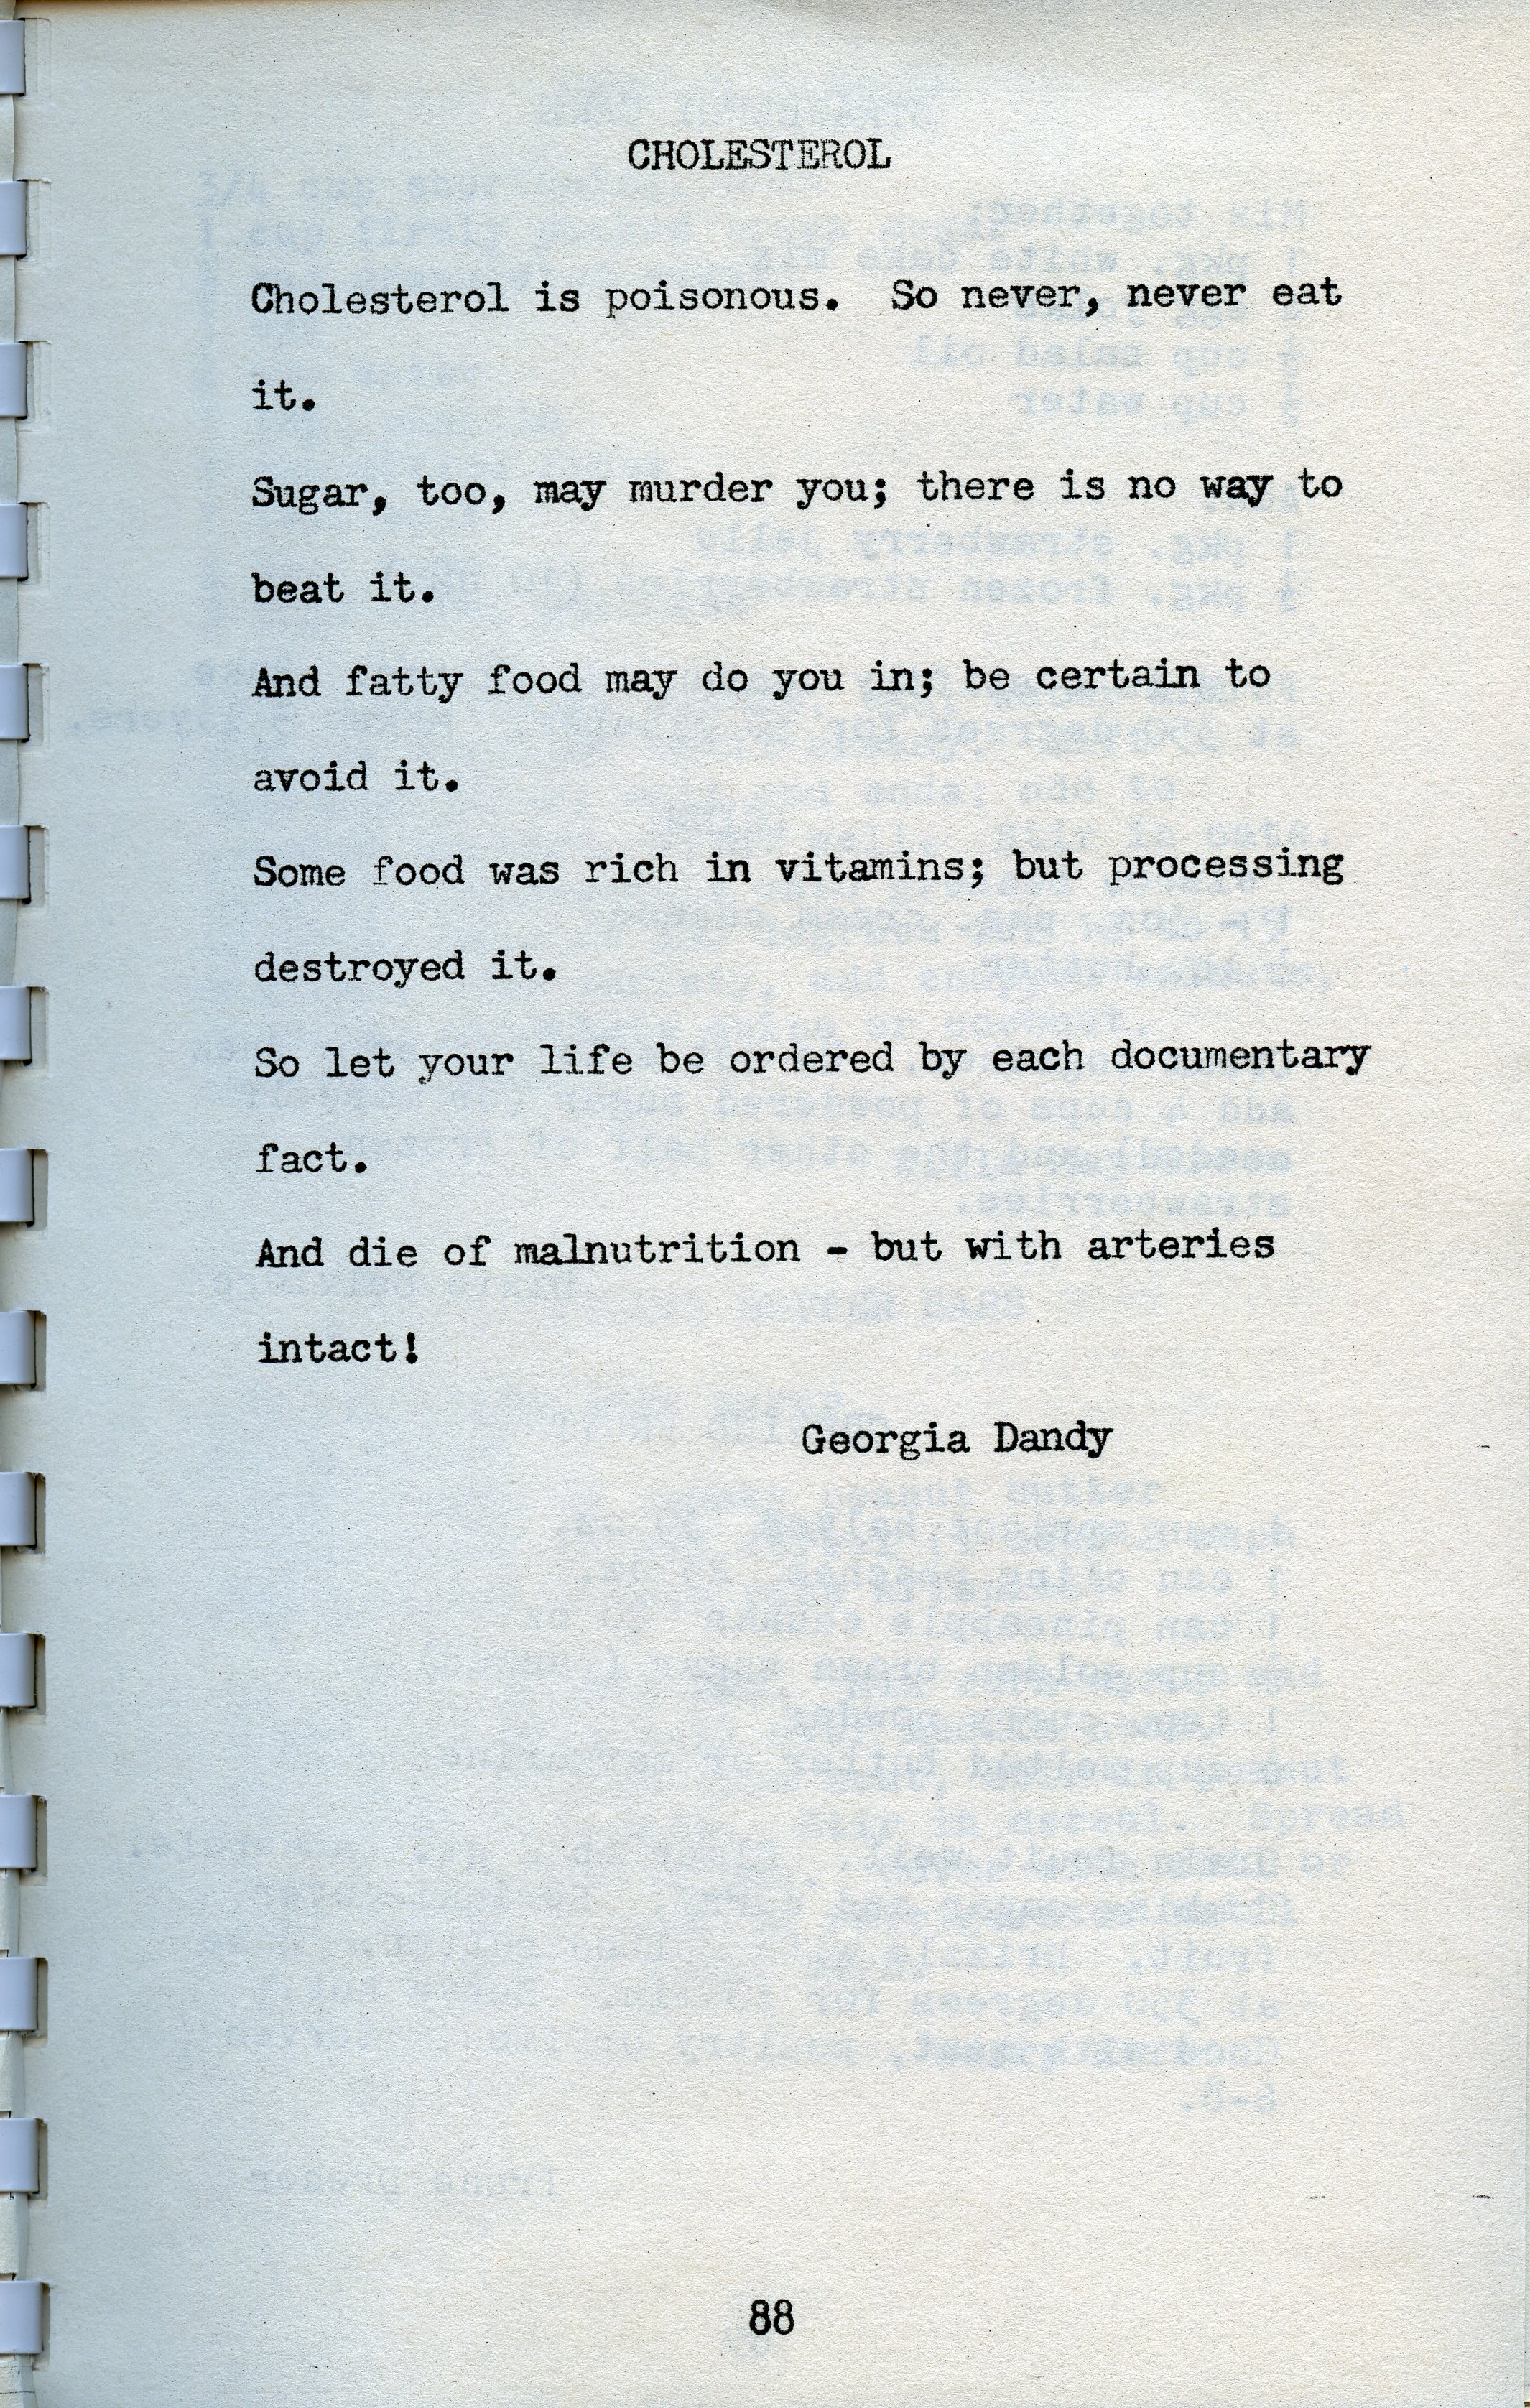 CHOLESTEROL
Cholesterol is poisonous. So never, never eat
it.
Sugar, too, may murder you; there is no way to
beat it.
And fatty food may do you in; be certain to
avoid it.
Some food was rich in vitamins; but processing
destroyed it.
So let your life be ordered by each documentary
fact.
And die of malnutrition - but with arteries
intact!
Georgia Dandy
88